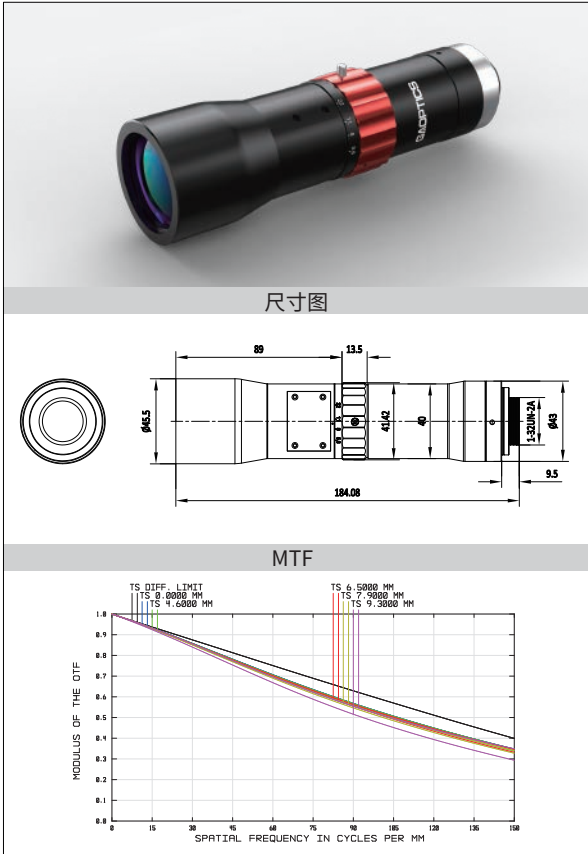 GAOPTICS
尺寸图
89
13.5
Ø45.5
41.42
40
1-32UN-2A
Ø43
9.5
184.08
MTF
TS DIFF. LIMIT
TS 0.0000 MM
TS 4.6000 MM
TS 6.5000 MM
TS 7.9000 MM
TS 9.3000 MM
MODULUS OF THE OTF
1.0
0.9
0.8
0.7
0.6
0.5
0.4
0.3
0.2
0.1
0.0
0 15 30 45 60 75 90 105 120 135 150
SPATIAL FREQUENCY IN CYCLES PER MM